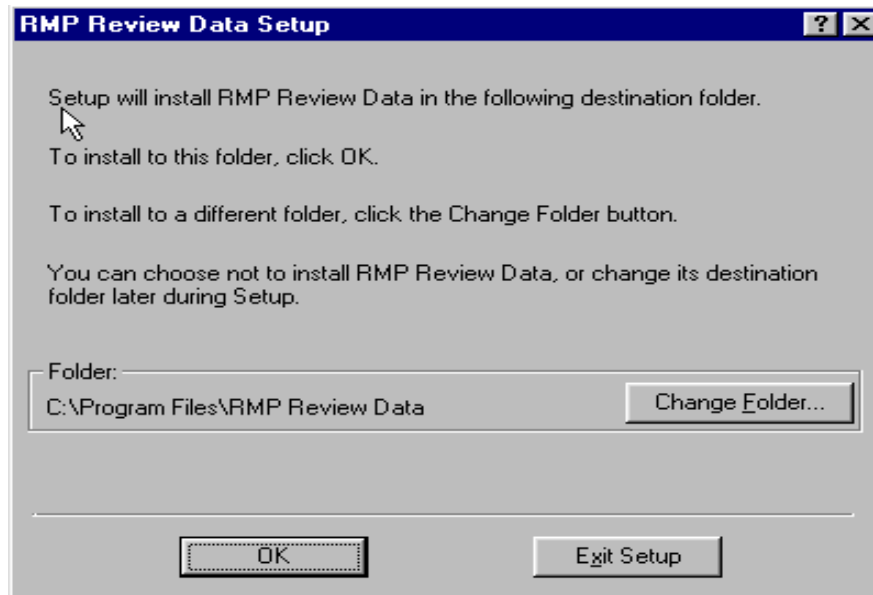 RMP Review Data Setup
Setup will install RMP Review Data in the following destination folder.
To install to this folder, click OK.
To install to a different folder, click the Change Folder button.
You can choose not to install RMP Review Data, or change its destination
folder later during Setup.
Folder:
C:\Program Files\RMP Review Data
Change Folder...
OK
Exit Setup